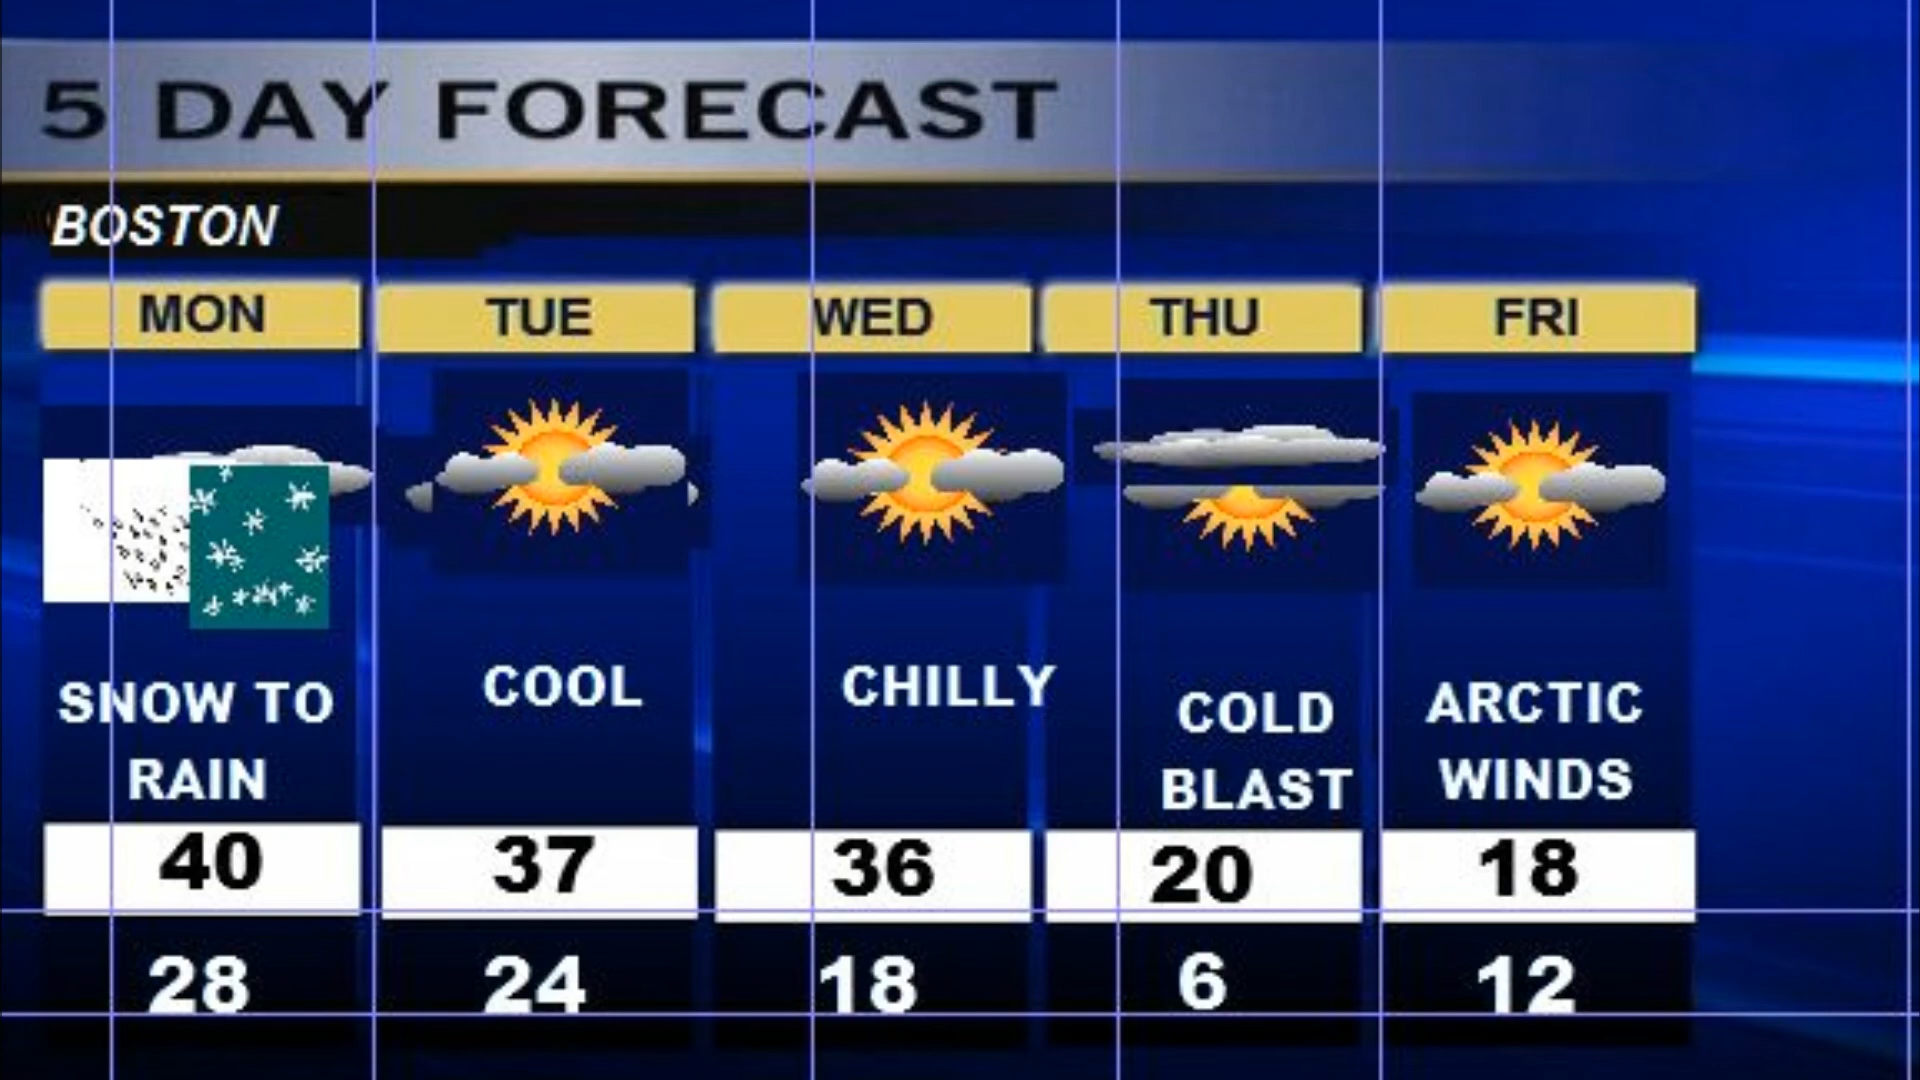 5 DAY FORECAST
BOSTON
MON TUE WED THU FRI
SNOW TO RAIN
COOL
CHILLY
COLD BLAST
ARCTIC WINDS
40 37 36 20 18
28 24 18 6 12